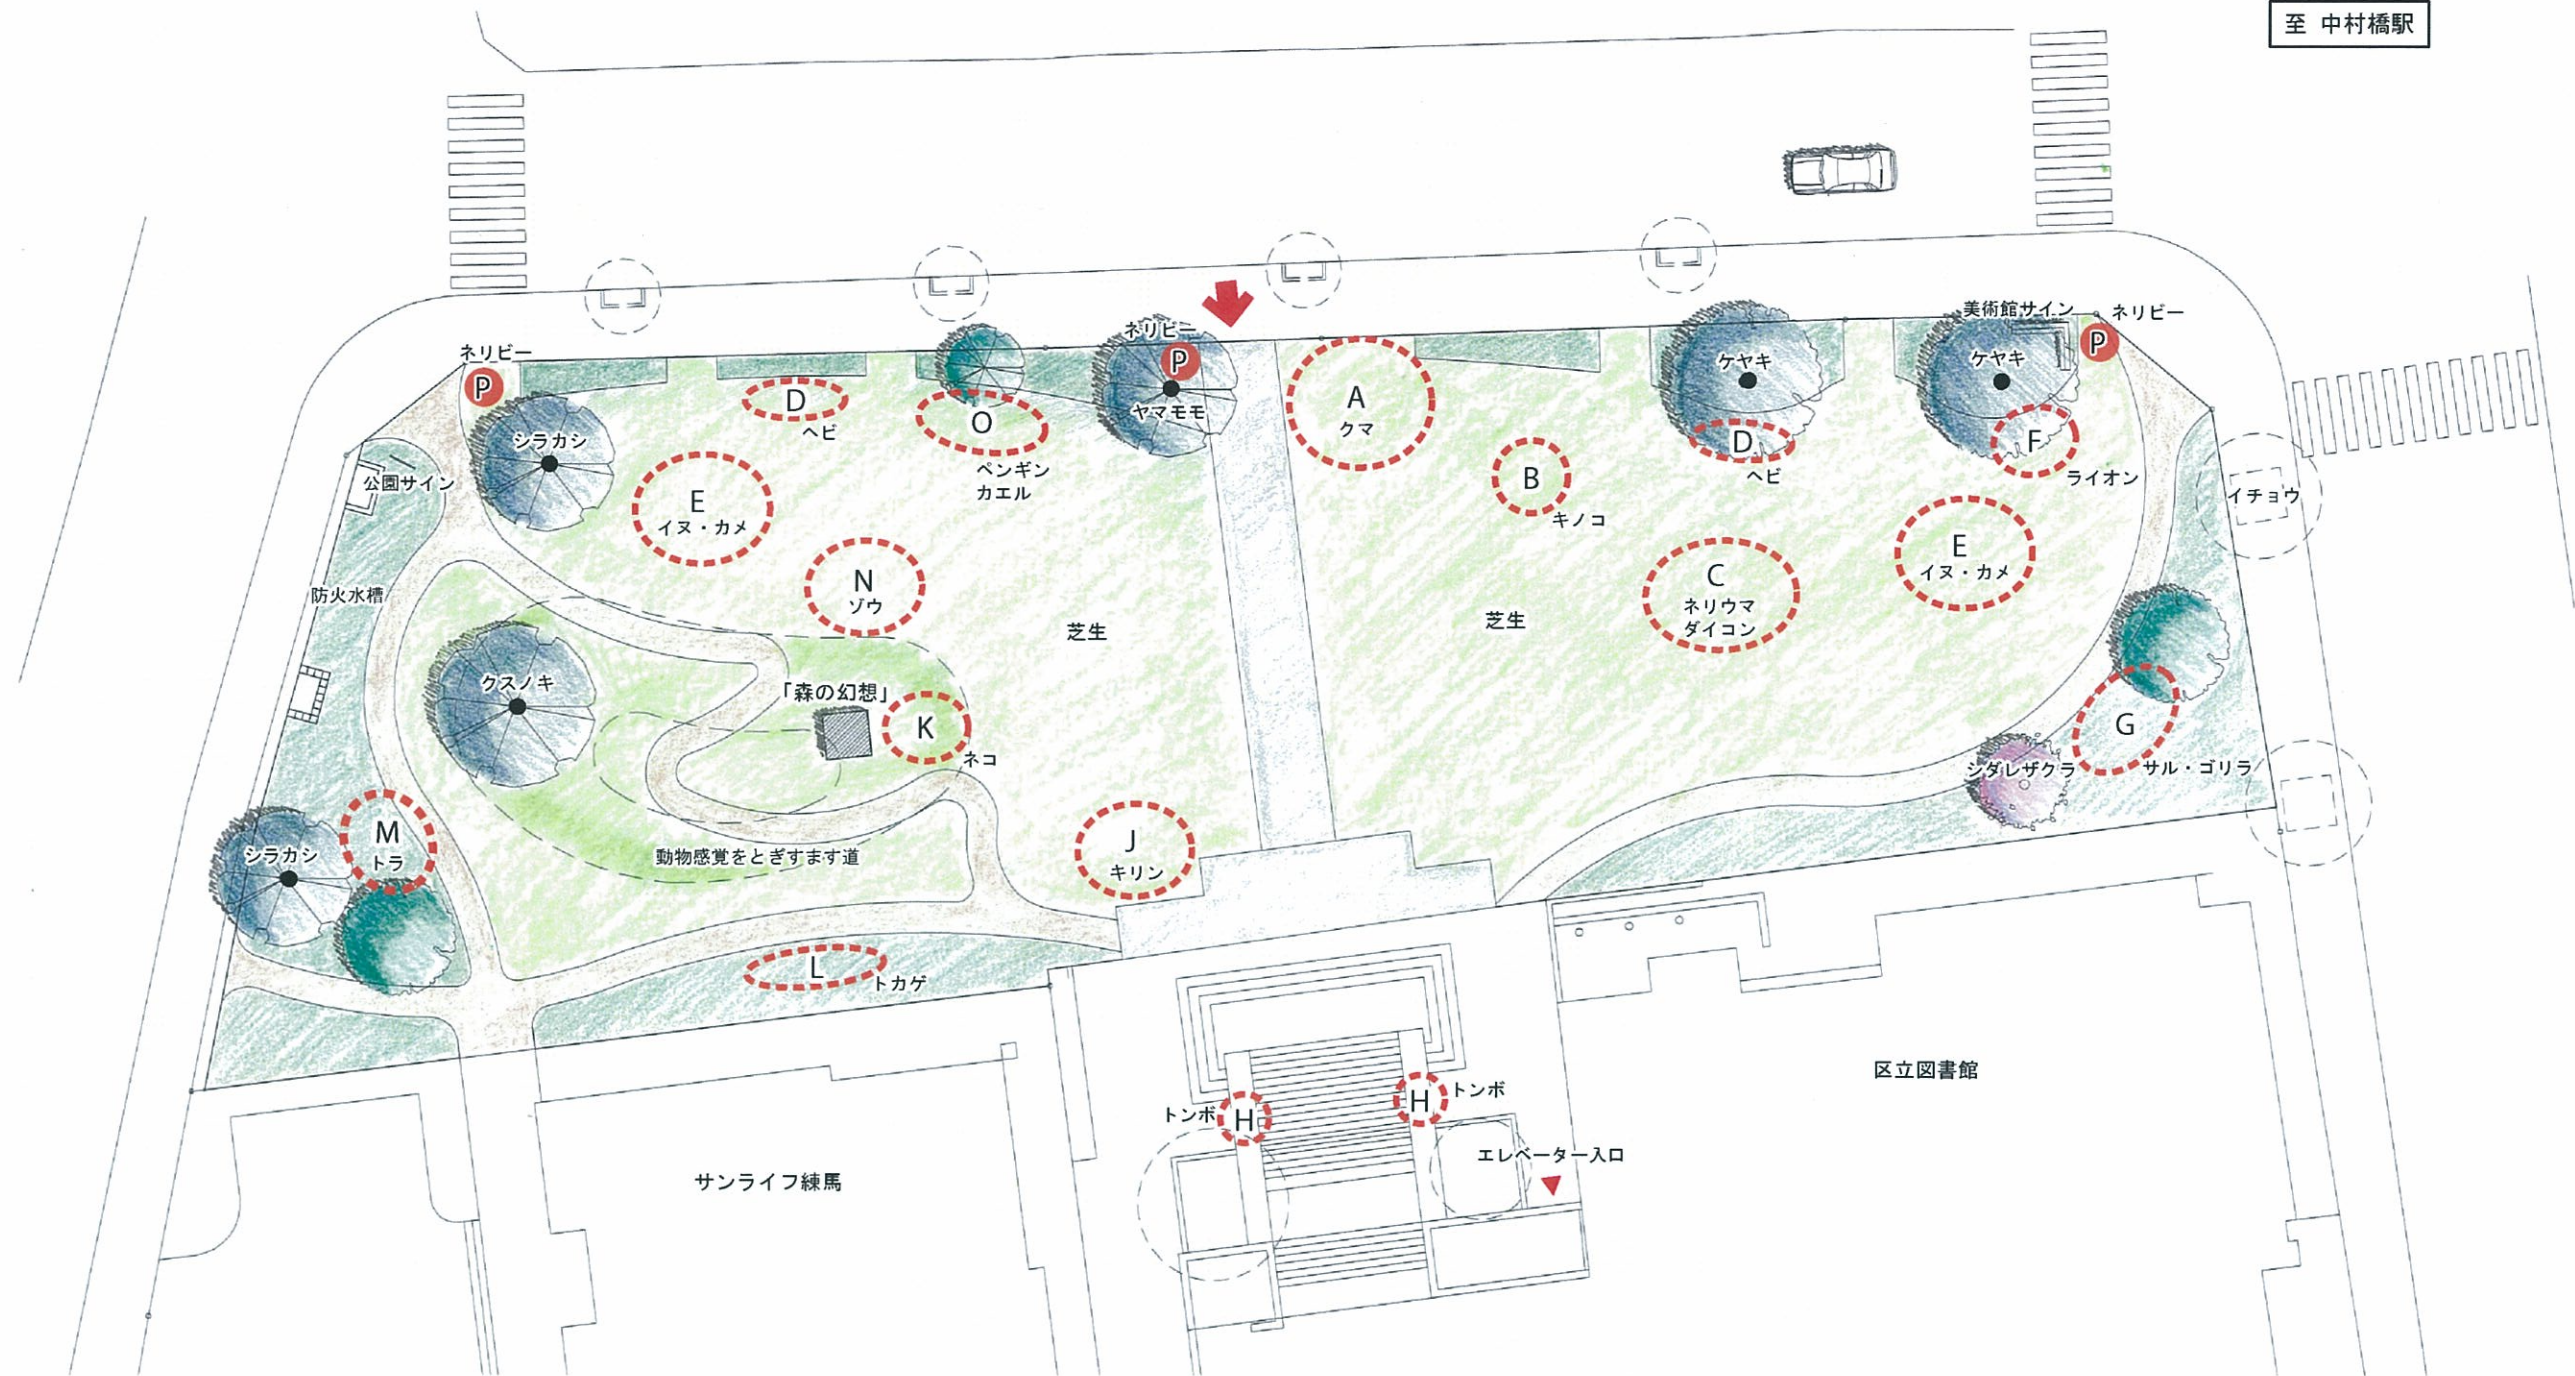 至 中村橋駅
美術館サイン
ネリビー
P
ネリビー
P
ネリビー
P
ケヤキ
ケヤキ
A
クマ
D
ヘビ
O
ペンギン
カエル
ヤマモモ
シラカシ
公園サイン
D
ヘビ
F
ライオン
B
キノコ
イチョウ
E
イヌ・カメ
E
イヌ・カメ
N
ゾウ
C
ネリウマ
ダイコン
防火水槽
芝生
芝生
クスノキ
「森の幻想」
K
ネコ
G
サル・ゴリラ
シダレザクラ
M
トラ
シラカシ
動物感覚をとぎすます道
J
キリン
L
トカゲ
H
トンボ
トンボ
H
区立図書館
エレベーター入口
サンライフ練馬